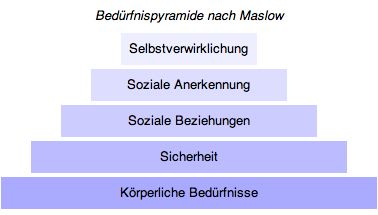 Bedürfnispyramide nach Maslow
Selbstverwirklichung
Soziale Anerkennung
Soziale Beziehungen
Sicherheit
Körperliche Bedürfnisse